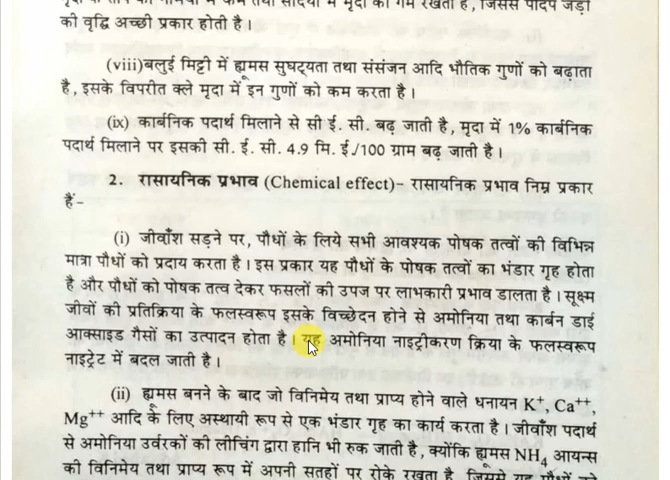 की वृद्धि अच्छी प्रकार होती है।
(viii)बलुई मिट्टी में ह्यूमस सुघट्यता तथा संसंजन आदि भौतिक गुणों को बढ़ाता
है, इसके विपरीत क्ले मृदा में इन गुणों को कम करता है।
(ix) कार्बनिक पदार्थ मिलाने से सी ई. सी. बढ़ जाती है, मृदा में 1% कार्बनिक
पदार्थ मिलाने पर इसकी सी. ई. सी. 4.9 मि. ई./100 ग्राम बढ़ जाती है।
2. रासायनिक प्रभाव (Chemical effect)– रासायनिक प्रभाव निम्न प्रकार
हैं–
(i) जीवाँश सड़ने पर, पौधों के लिये सभी आवश्यक पोषक तत्वों की विभिन्न
मात्रा पौधों को प्रदाय करता है। इस प्रकार यह पौधों के पोषक तत्वों का भंडार गृह होता
है और पौधों को पोषक तत्व देकर फसलों की उपज पर लाभकारी प्रभाव डालता है। सूक्ष्म
जीवों की प्रतिक्रिया के फलस्वरूप इसके विच्छेदन होने से अमोनिया तथा कार्बन डाई
आक्साइड गैसों का उत्पादन होता है। यह अमोनिया नाइट्रीकरण क्रिया के फलस्वरूप
नाइट्रेट में बदल जाती है।
(ii) ह्यूमस बनने के बाद जो विनिमेय तथा प्राप्य होने वाले धनायन K⁺, Ca⁺⁺,
Mg⁺⁺ आदि के लिए अस्थायी रूप से एक भंडार गृह का कार्य करता है। जीवाँश पदार्थ
से अमोनिया उर्वरकों की लीचिंग द्वारा हानि भी रुक जाती है, क्योंकि ह्यूमस NH₄ आयन्स
की विनिमेय तथा प्राप्य रूप में अपनी सतहों पर रोके रखता है, जिससे यह पौधों को